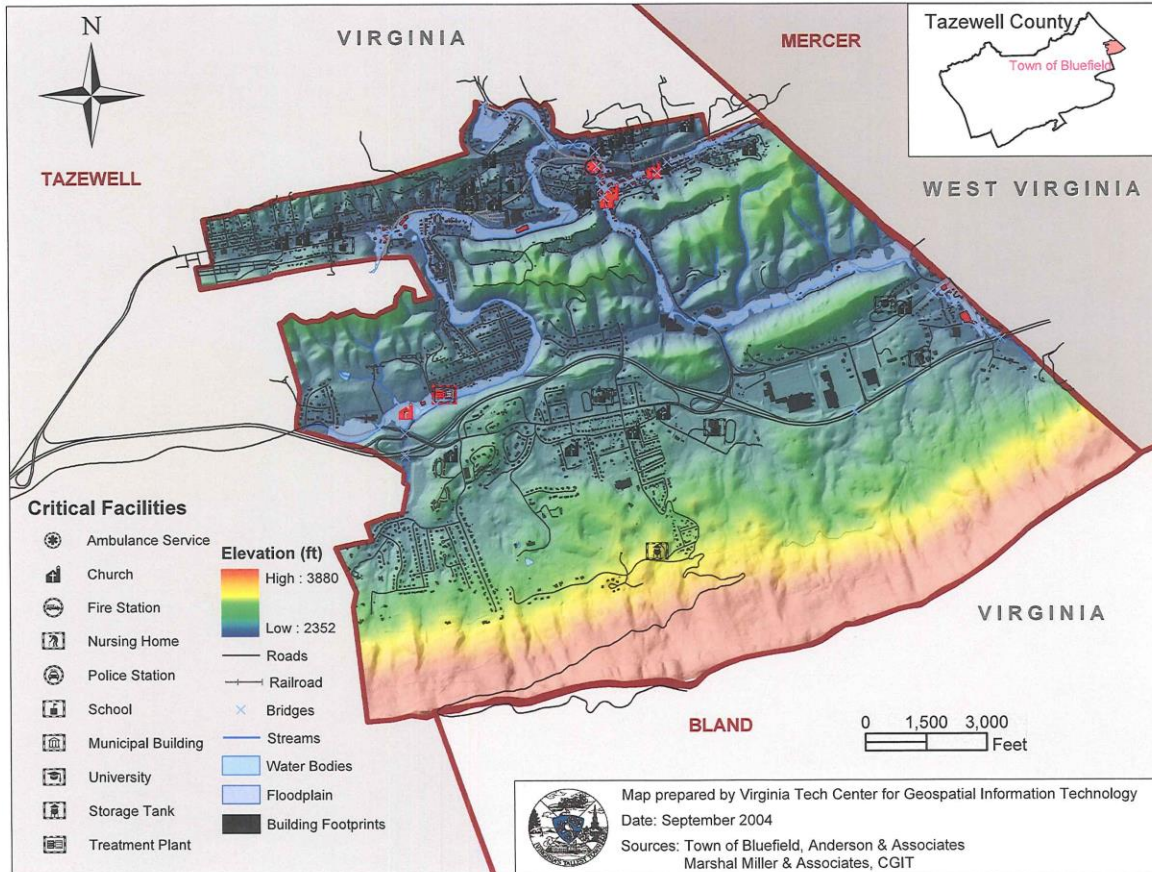 N
VIRGINIA
MERCER
Tazewell County
Town of Bluefield
TAZEWELL
WEST VIRGINIA
Critical Facilities
Ambulance Service
Church
Fire Station
Nursing Home
Police Station
School
Municipal Building
University
Storage Tank
Treatment Plant
Elevation (ft)
High : 3880
Low : 2352
Roads
Railroad
Bridges
Streams
Water Bodies
Floodplain
Building Footprints
VIRGINIA
BLAND
0 1,500 3,000
Feet
Map prepared by Virginia Tech Center for Geospatial Information Technology
Date: September 2004
Sources: Town of Bluefield, Anderson & Associates
Marshal Miller & Associates, CGIT